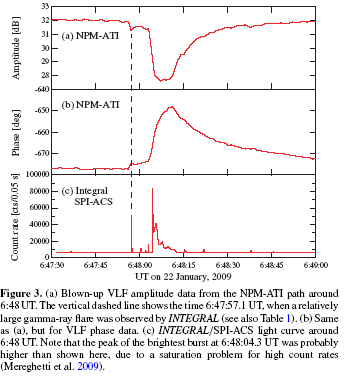 33
32
31
30
29
28
-640
Amplitude [dB]
(a) NPM-ATI
-650
-660
-670
Phase [deg]
(b) NPM-ATI
100000
80000
60000
40000
20000
0
Count rate [cts/0.05 s]
(c) Integral
SPI-ACS
6:47:30 6:47:45 6:48:00 6:48:15 6:48:30 6:48:45 6:49:00
UT on 22 January, 2009
Figure 3. (a) Blown-up VLF amplitude data from the NPM-ATI path around
6:48 UT. The vertical dashed line shows the time 6:47:57.1 UT, when a relatively
large gamma-ray flare was observed by INTEGRAL (see also Table 1). (b) Same
as (a), but for VLF phase data. (c) INTEGRAL/SPI-ACS light curve around
6:48 UT. Note that the peak of the brightest burst at 6:48:04.3 UT was probably
higher than shown here, due to a saturation problem for high count rates
(Mereghetti et al. 2009).